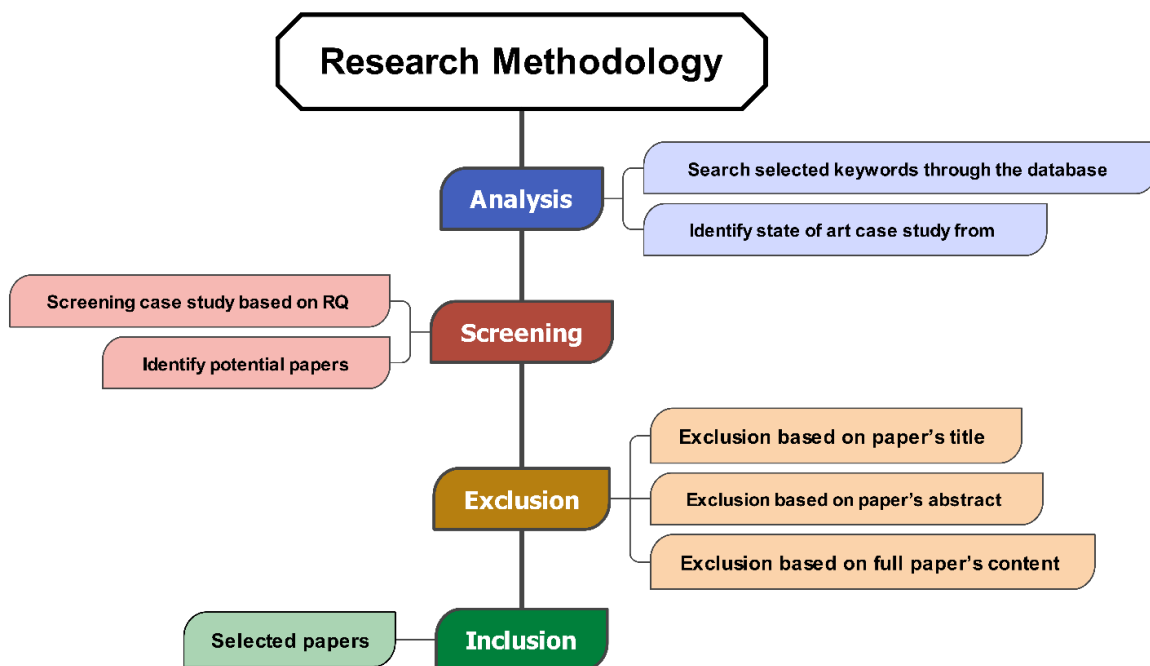 Research Methodology
Analysis
Search selected keywords through the database
Identify state of art case study from
Screening
Screening case study based on RQ
Identify potential papers
Exclusion
Exclusion based on paper’s title
Exclusion based on paper’s abstract
Exclusion based on full paper’s content
Inclusion
Selected papers